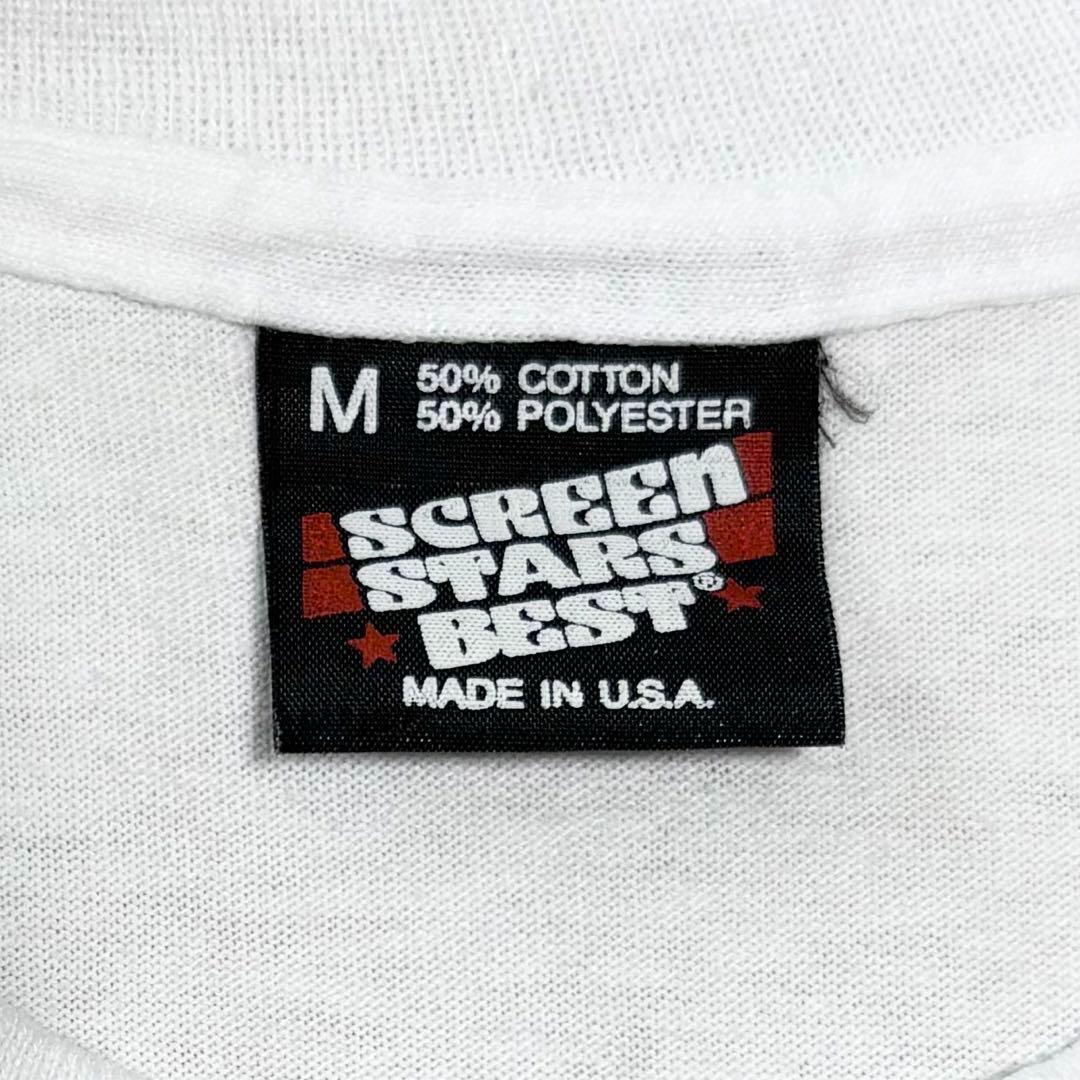 M 50% COTTON
50% POLYESTER
SCREEn
STARS
BEST®
MADE IN U.S.A.